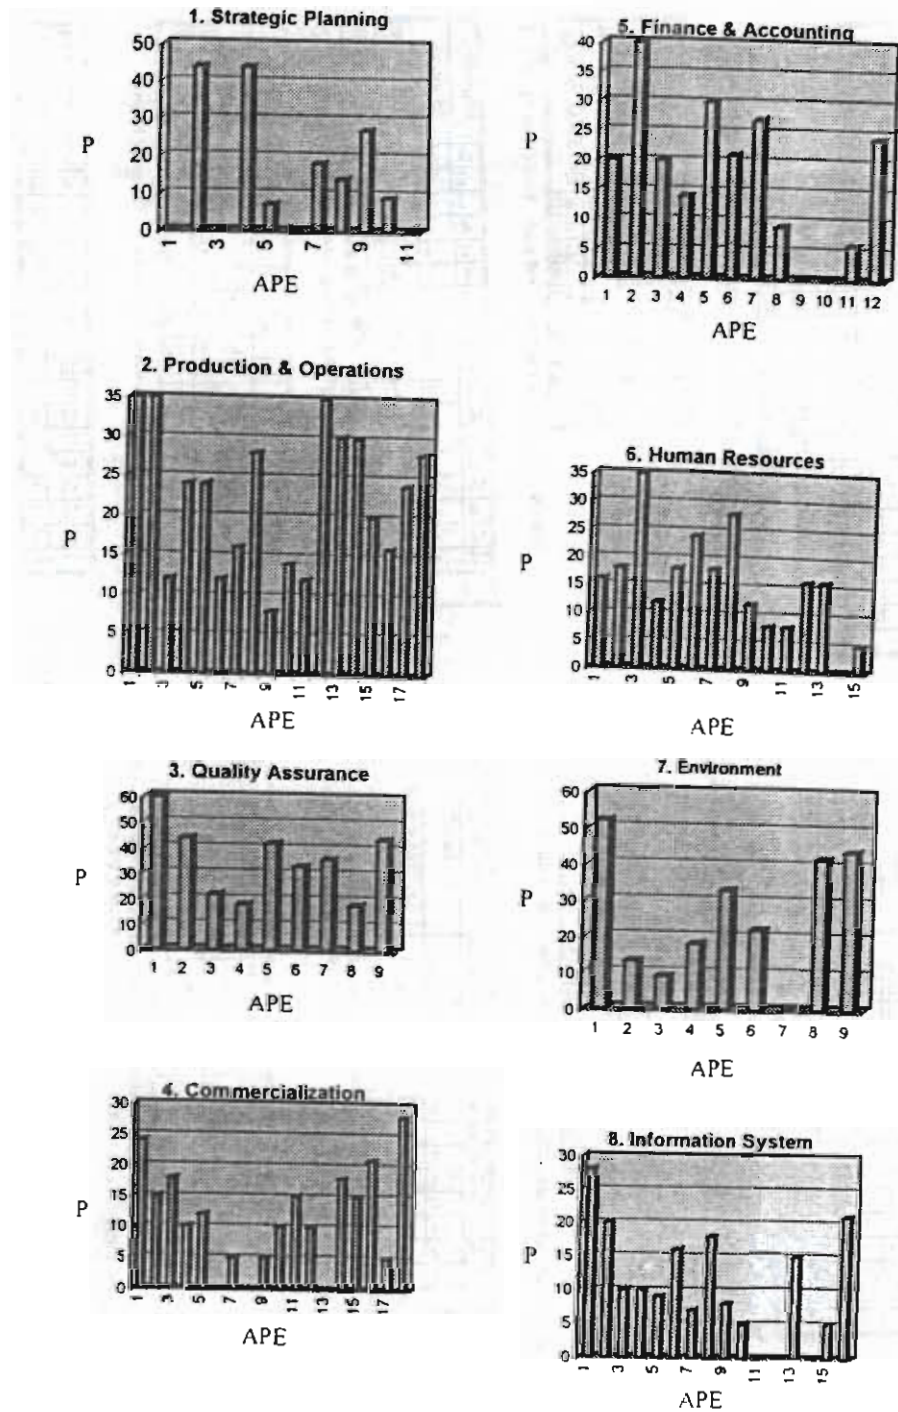 1. Strategic Planning
50
40
30
20
10
0
P
1 3 5 7 9 11
APE
2. Production & Operations
35
30
25
20
15
10
5
0
P
1 3 5 7 9 11 13 15 17
APE
3. Quality Assurance
60
50
40
30
20
10
0
P
1 2 3 4 5 6 7 8 9
APE
4. Commercialization
30
25
20
15
10
5
0
P
1 3 5 7 9 11 13 15 17
APE
5. Finance & Accounting
40
35
30
25
20
15
10
5
0
P
1 2 3 4 5 6 7 8 9 10 11 12
APE
6. Human Resources
35
30
25
20
15
10
5
0
P
1 3 5 7 9 11 13 15
APE
7. Environment
60
50
40
30
20
10
0
P
1 2 3 4 5 6 7 8 9
APE
8. Information System
30
25
20
15
10
5
0
P
1 3 5 7 9 11 13 15
APE